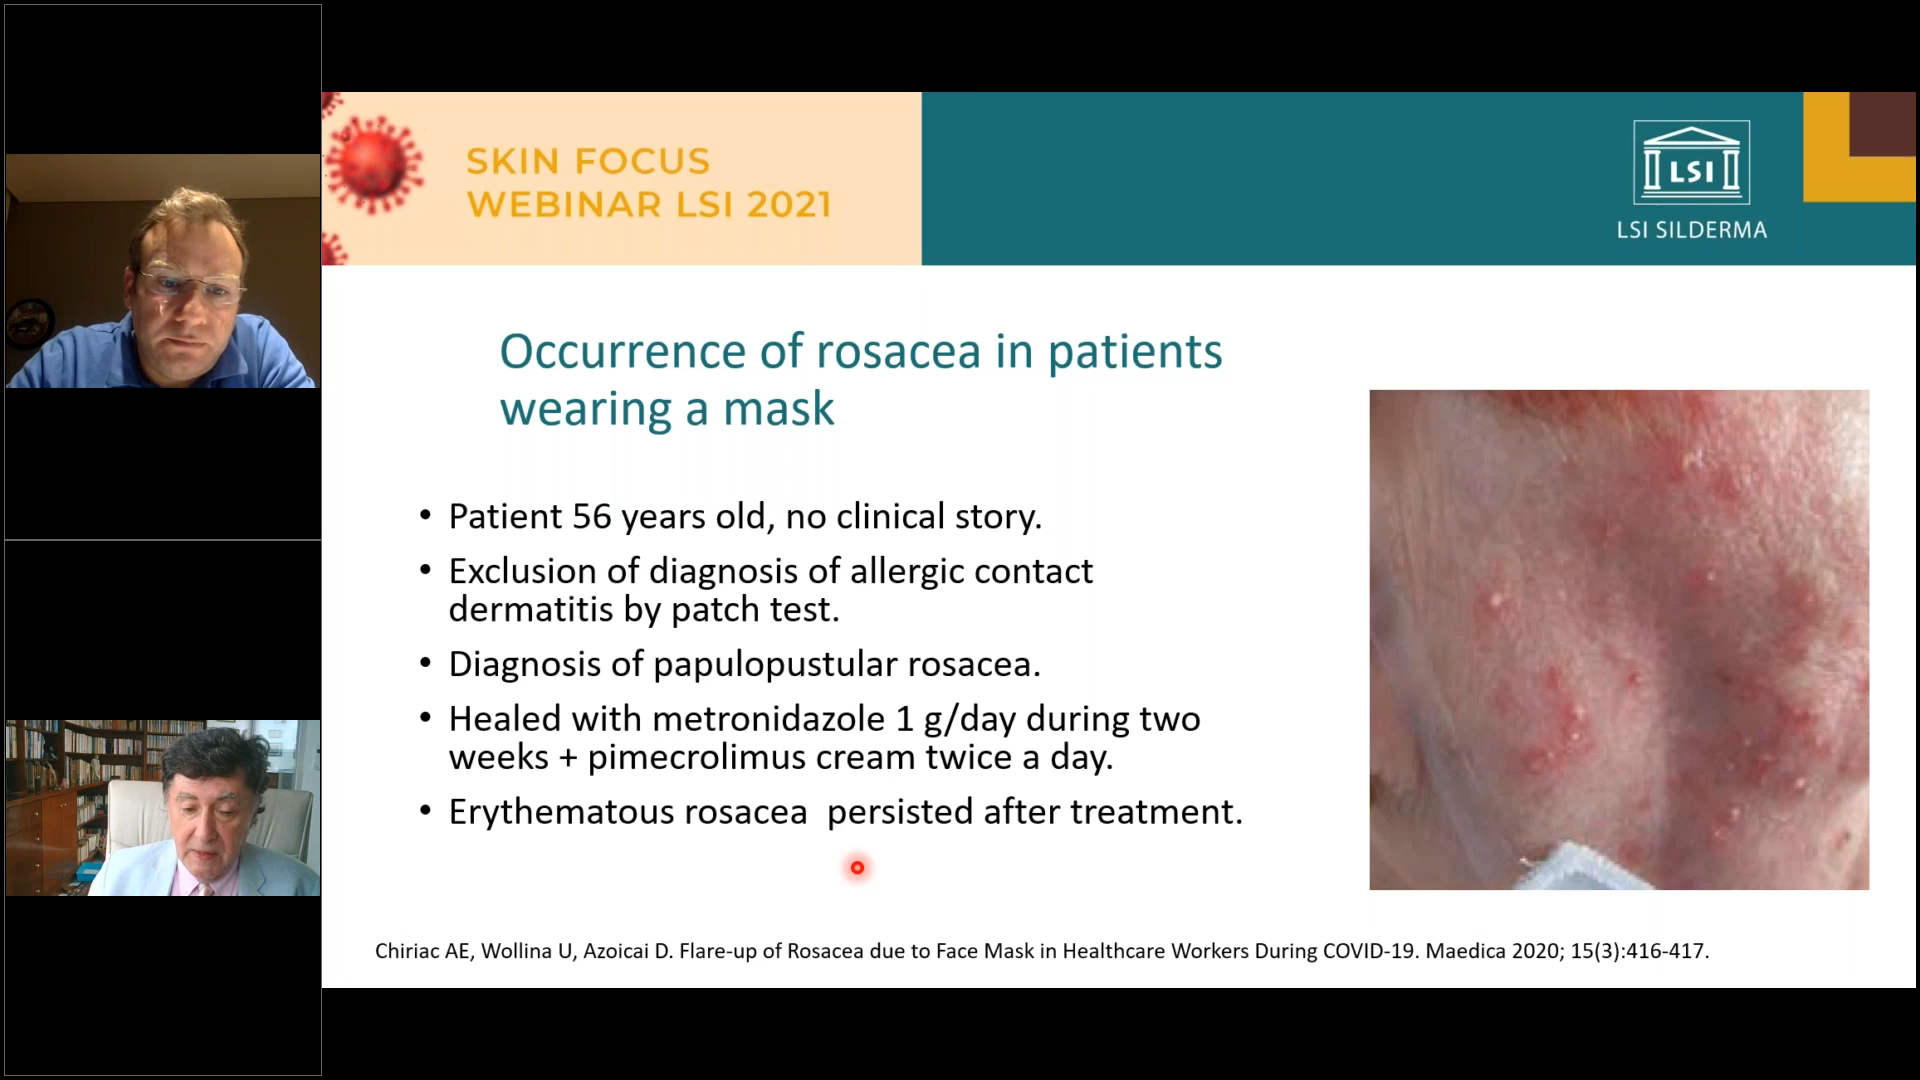 SKIN FOCUS
WEBINAR LSI 2021
LSI
LSI SILDERMA
Occurrence of rosacea in patients
wearing a mask
• Patient 56 years old, no clinical story.
• Exclusion of diagnosis of allergic contact
dermatitis by patch test.
• Diagnosis of papulopustular rosacea.
• Healed with metronidazole 1 g/day during two
weeks + pimecrolimus cream twice a day.
• Erythematous rosacea  persisted after treatment.
Chiriac AE, Wollina U, Azoicai D. Flare-up of Rosacea due to Face Mask in Healthcare Workers During COVID-19. Maedica 2020; 15(3):416-417.